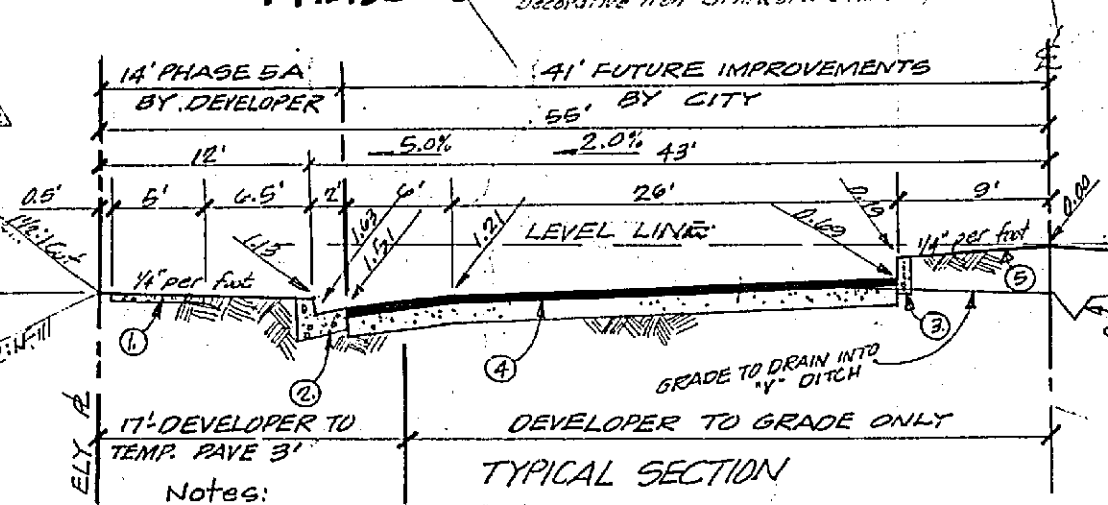 14' PHASE 5A
BY DEVELOPER
41' FUTURE IMPROVEMENTS
BY CITY
55'
12'
5.0%
2.0%
43'
0.5'
5'
6.5'
2'
6'
26'
9'
1.15
1.63
1.21
LEVEL LINE
0.69
0.19
0.00
1/4" per foot
1/4" per foot
1.
2.
3.
4
5
GRADE TO DRAIN INTO
"V" DITCH
ELY
17' DEVELOPER TO
TEMP. PAVE 3'
DEVELOPER TO GRADE ONLY
TYPICAL SECTION
Notes: